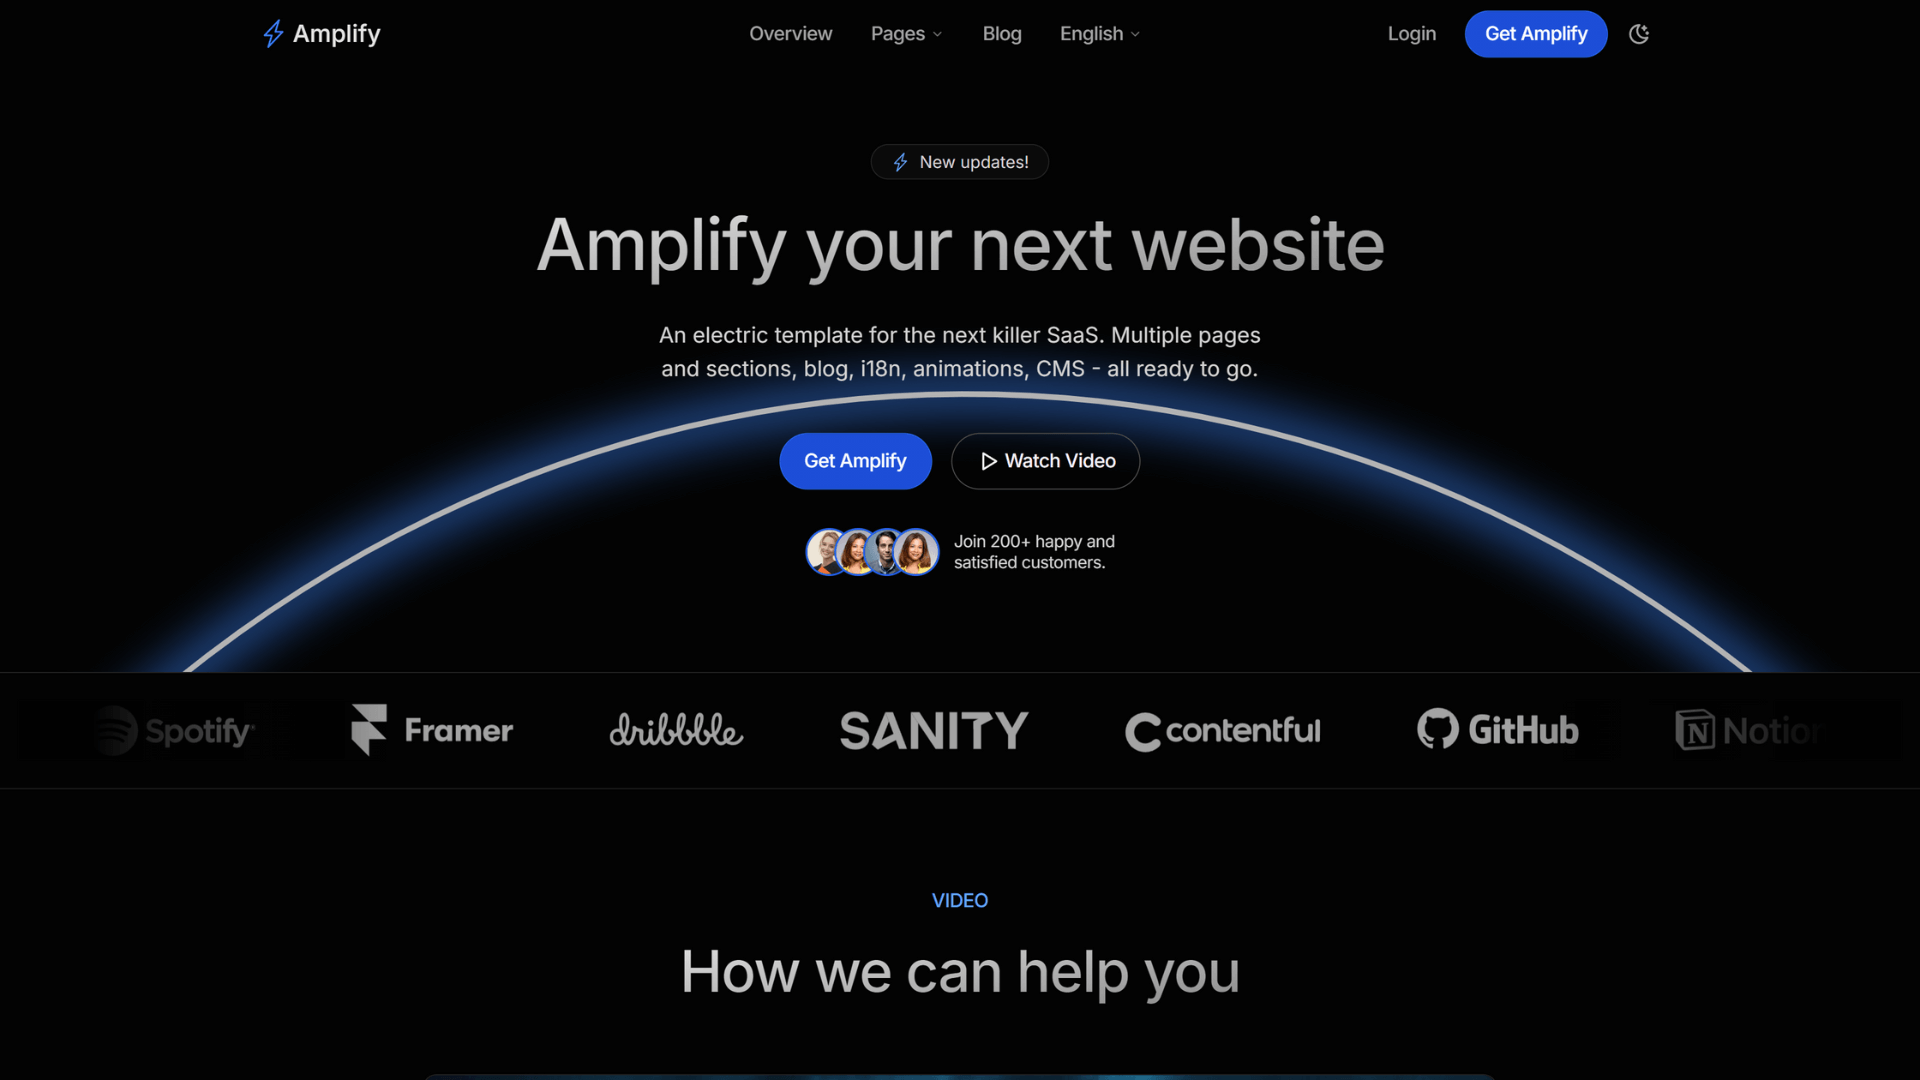 Amplify
Overview
Pages
Blog
English
Login
Get Amplify
New updates!
Amplify your next website
An electric template for the next killer SaaS. Multiple pages
and sections, blog, i18n, animations, CMS - all ready to go.
Get Amplify
Watch Video
Join 200+ happy and
satisfied customers.
Spotify
Framer
dribbble
SANITY
contentful
GitHub
Notion
VIDEO
How we can help you